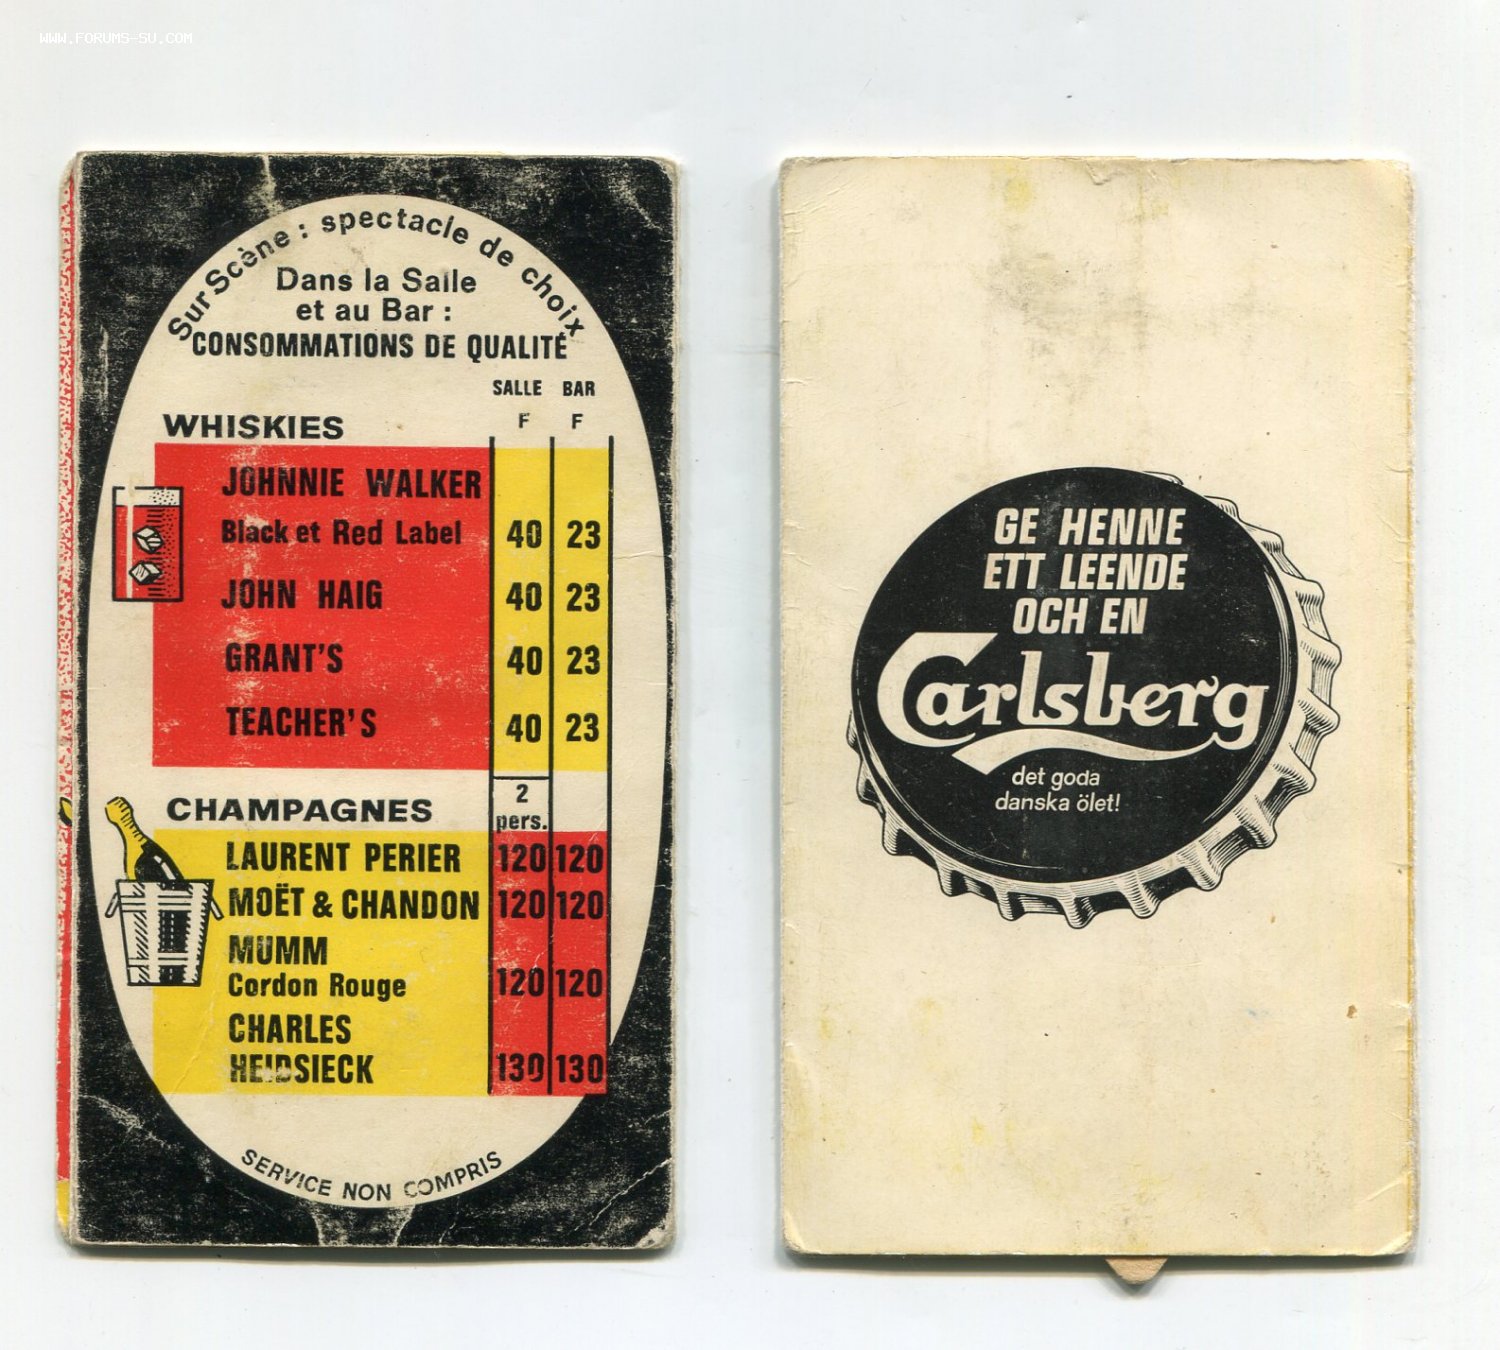 WWW.FORUMS-SU.COM
Sur Scène : spectacle de choix
Dans la Salle
et au Bar :
CONSOMMATIONS DE QUALITÉ
SALLE BAR
F F
WHISKIES
JOHNNIE WALKER
Black et Red Label 40 23
JOHN HAIG 40 23
GRANT'S 40 23
TEACHER'S 40 23
2
CHAMPAGNES pers.
LAURENT PERIER 120 120
MOËT & CHANDON 120 120
MUMM
Cordon Rouge 120 120
CHARLES
HEIDSIECK 130 130
SERVICE NON COMPRIS
GE HENNE
ETT LEENDE
OCH EN
Carlsberg
det goda
danska ölet!